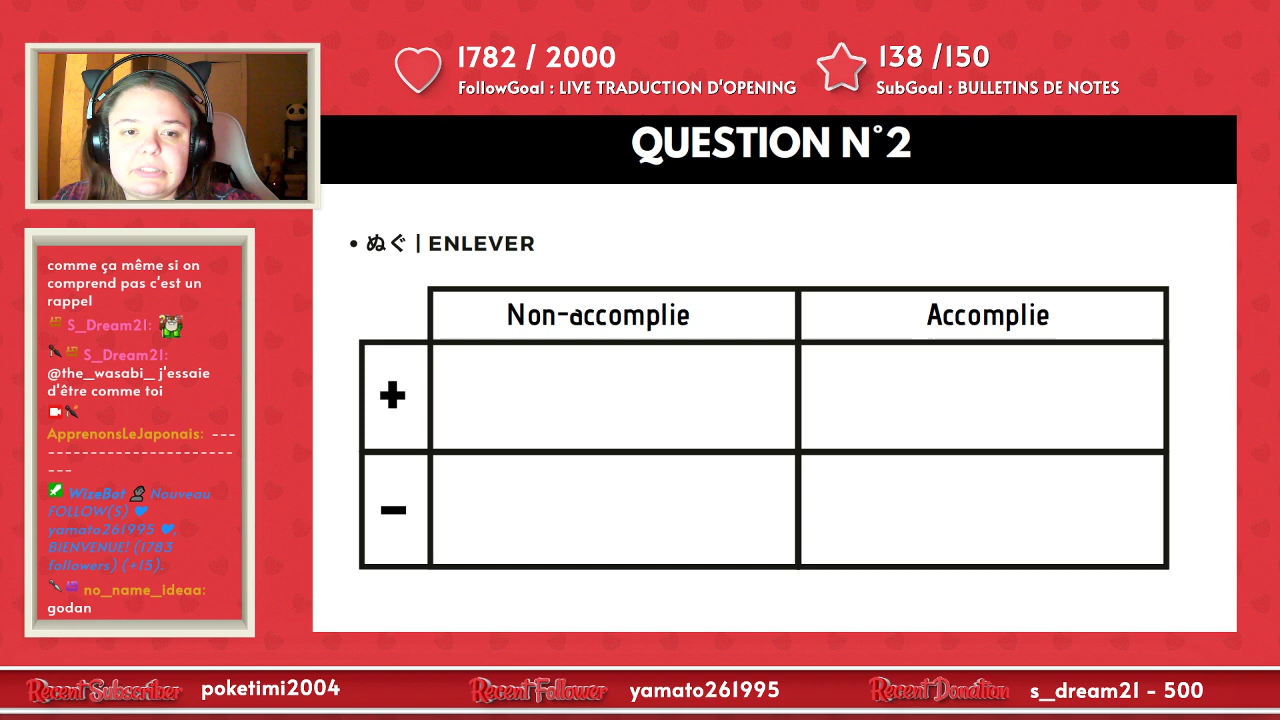 1782 / 2000
FollowGoal : LIVE TRADUCTION D'OPENING
138 /150
SubGoal : BULLETINS DE NOTES
QUESTION N°2
• ぬぐ | ENLEVER
Non-accomplie
Accomplie
+
-
comme ça même si on
comprend pas c'est un
rappel
S_Dream21:
S_Dream21:
@the_wasabi_ j'essaie
d'être comme toi
ApprenonsLeJaponais: ---
----------------------
---
WizeBot Nouveau
FOLLOW(S)
yamato261995 ,
BIENVENUE! (1783
followers) (+15).
no_name_ideaa:
godan
Recent Subscriber
poketimi2004
Recent Follower
yamato261995
Recent Donation
s_dream21 - 500